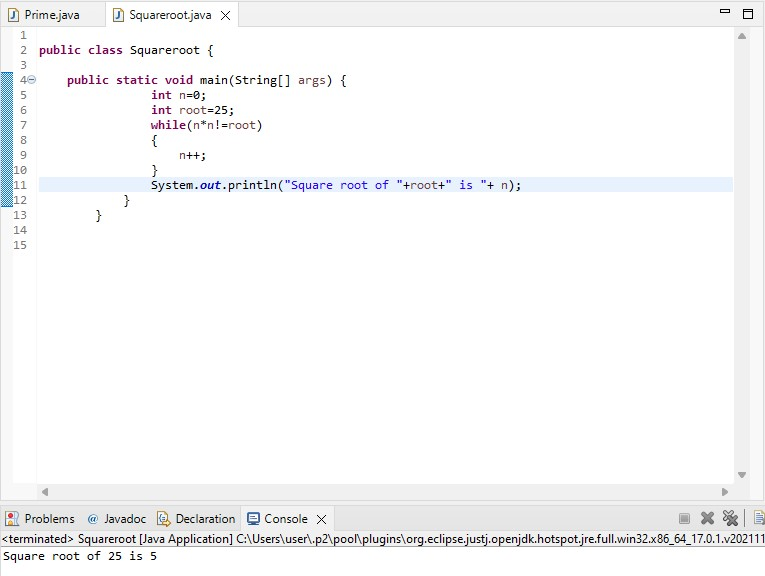 Prime.java Squareroot.java
1
2 public class Squareroot {
3
4 public static void main(String[] args) {
5 int n=0;
6 int root=25;
7 while(n*n!=root)
8 {
9 n++;
10 }
11 System.out.println("Square root of "+root+" is "+ n);
12 }
13 }
14
15
Problems @ Javadoc Declaration Console
<terminated> Squareroot [Java Application] C:\Users\user\.p2\pool\plugins\org.eclipse.justj.openjdk.hotspot.jre.full.win32.x86_64_17.0.1.v202111
Square root of 25 is 5